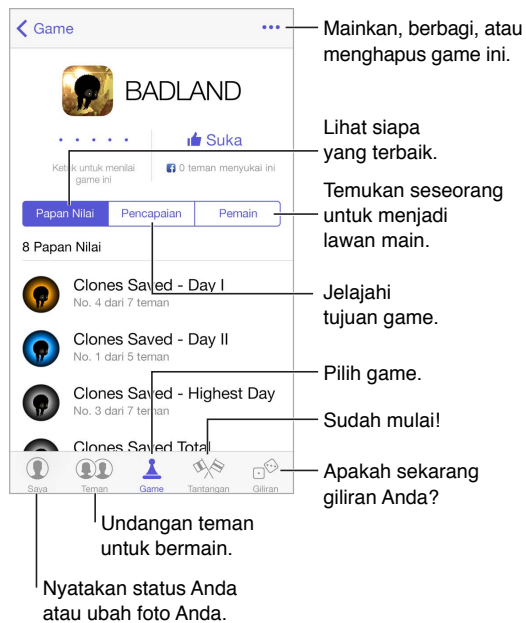 Game
Mainkan, berbagi, atau
menghapus game ini.
BADLAND
Lihat siapa
yang terbaik.
Suka
Ketuk untuk menilai
game ini
0 teman menyukai ini
Temukan seseorang
untuk menjadi
lawan main.
Papan Nilai
Pencapaian
Pemain
8 Papan Nilai
Clones Saved - Day I
No. 4 dari 7 teman
Jelajahi
tujuan game.
Clones Saved - Day II
No. 1 dari 5 teman
Pilih game.
Clones Saved - Highest Day
No. 3 dari 7 teman
Sudah mulai!
Clones Saved Total
Apakah sekarang
giliran Anda?
Saya
Teman
Game
Tantangan
Giliran
Undangan teman
untuk bermain.
Nyatakan status Anda
atau ubah foto Anda.